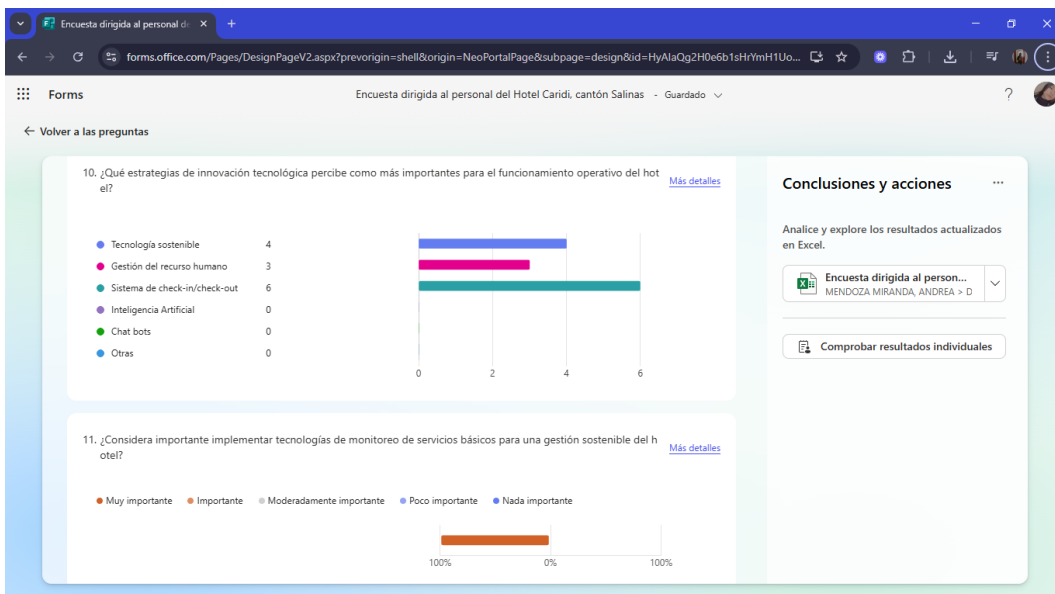 Encuesta dirigida al personal de
forms.office.com/Pages/DesignPageV2.aspx?prevorigin=shell&origin=NeoPortalPage&subpage=design&id=HyAIaQg2H0e6b1sHrYmH1Uo...
Forms
Encuesta dirigida al personal del Hotel Caridi, cantón Salinas - Guardado
?
Volver a las preguntas
10. ¿Qué estrategias de innovación tecnológica percibe como más importantes para el funcionamiento operativo del hot
el?
Más detalles
Tecnología sostenible 4
Gestión del recurso humano 3
Sistema de check-in/check-out 6
Inteligencia Artificial 0
Chat bots 0
Otras 0
0 2 4 6
11. ¿Considera importante implementar tecnologías de monitoreo de servicios básicos para una gestión sostenible del h
otel?
Más detalles
Muy importante Importante Moderadamente importante Poco importante Nada importante
100% 0% 100%
Conclusiones y acciones
Analice y explore los resultados actualizados
en Excel.
Encuesta dirigida al person...
MENDOZA MIRANDA, ANDREA > D
Comprobar resultados individuales